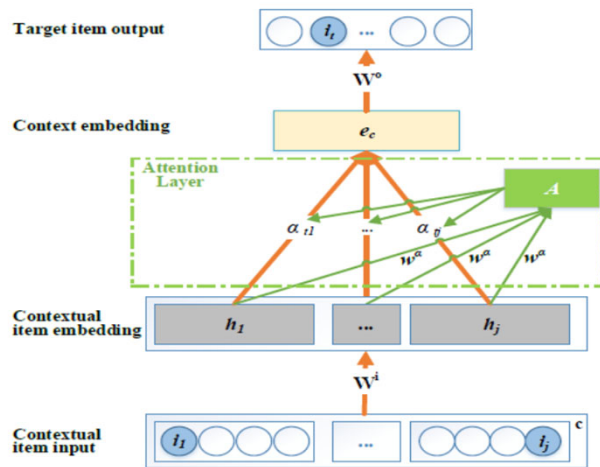 Target item output
i_t
...
W^o
Context embedding
e_c
Attention
Layer
A
α_t1
...
α_tj
w^α
w^α
w^α
Contextual
item embedding
h_1
...
h_j
W^i
Contextual
item input
i_1
...
i_j
c